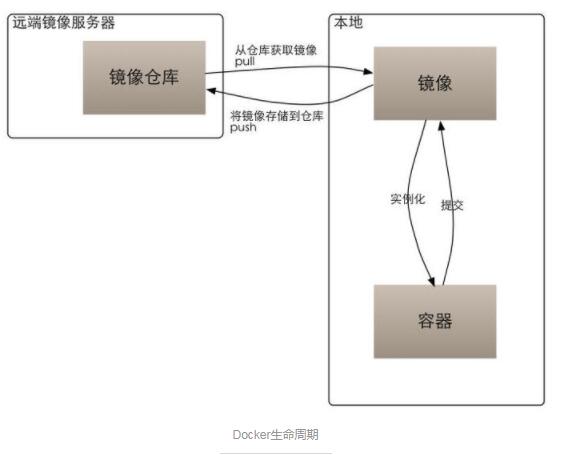 远端镜像服务器
本地
镜像仓库
从仓库获取镜像
pull
镜像
将镜像存储到仓库
push
实例化
提交
容器
Docker生命周期